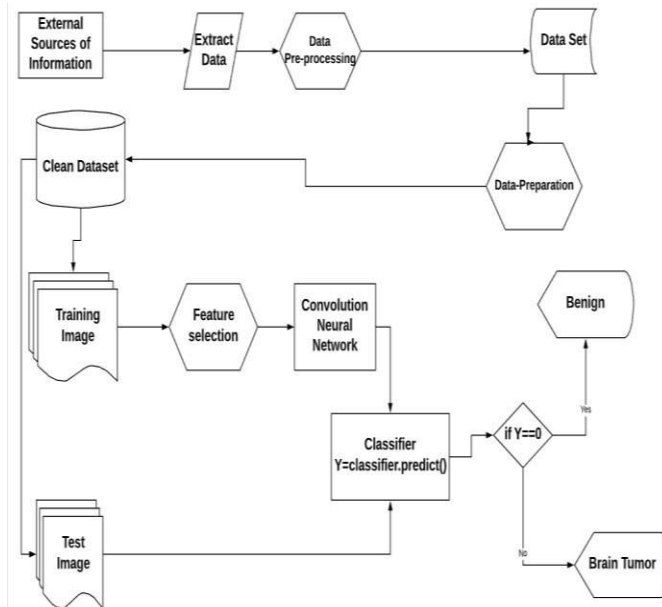 External
Sources of
Information
Extract
Data
Data
Pre-processing
Data Set
Clean Dataset
Data-Preparation
Training
Image
Feature
selection
Convolution
Neural
Network
Benign
Classifier
Y=classifier.predict()
if Y==0
Yes
No
Test
Image
Brain Tumor